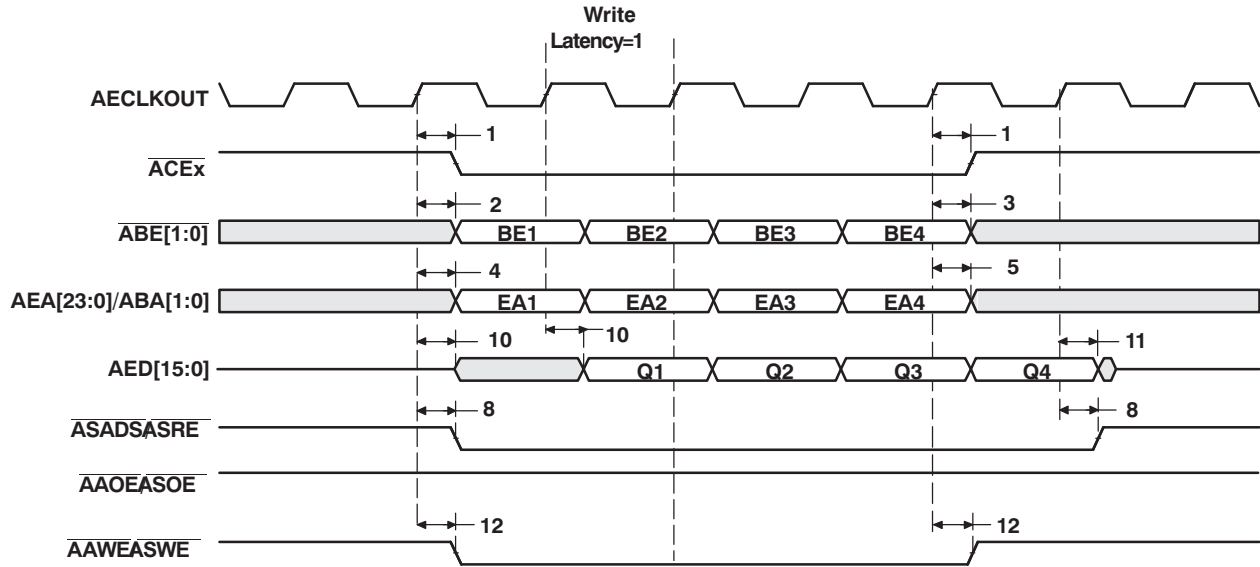 Write
Latency=1
AECLKOUT
1 1
ACEx
2 3
ABE[1:0] BE1 BE2 BE3 BE4
4 5
AEA[23:0]/ABA[1:0] EA1 EA2 EA3 EA4
10 10 11
AED[15:0] Q1 Q2 Q3 Q4
8 8
ASADS/ASRE
AAOE/ASOE
12 12
AAWE/ASWE